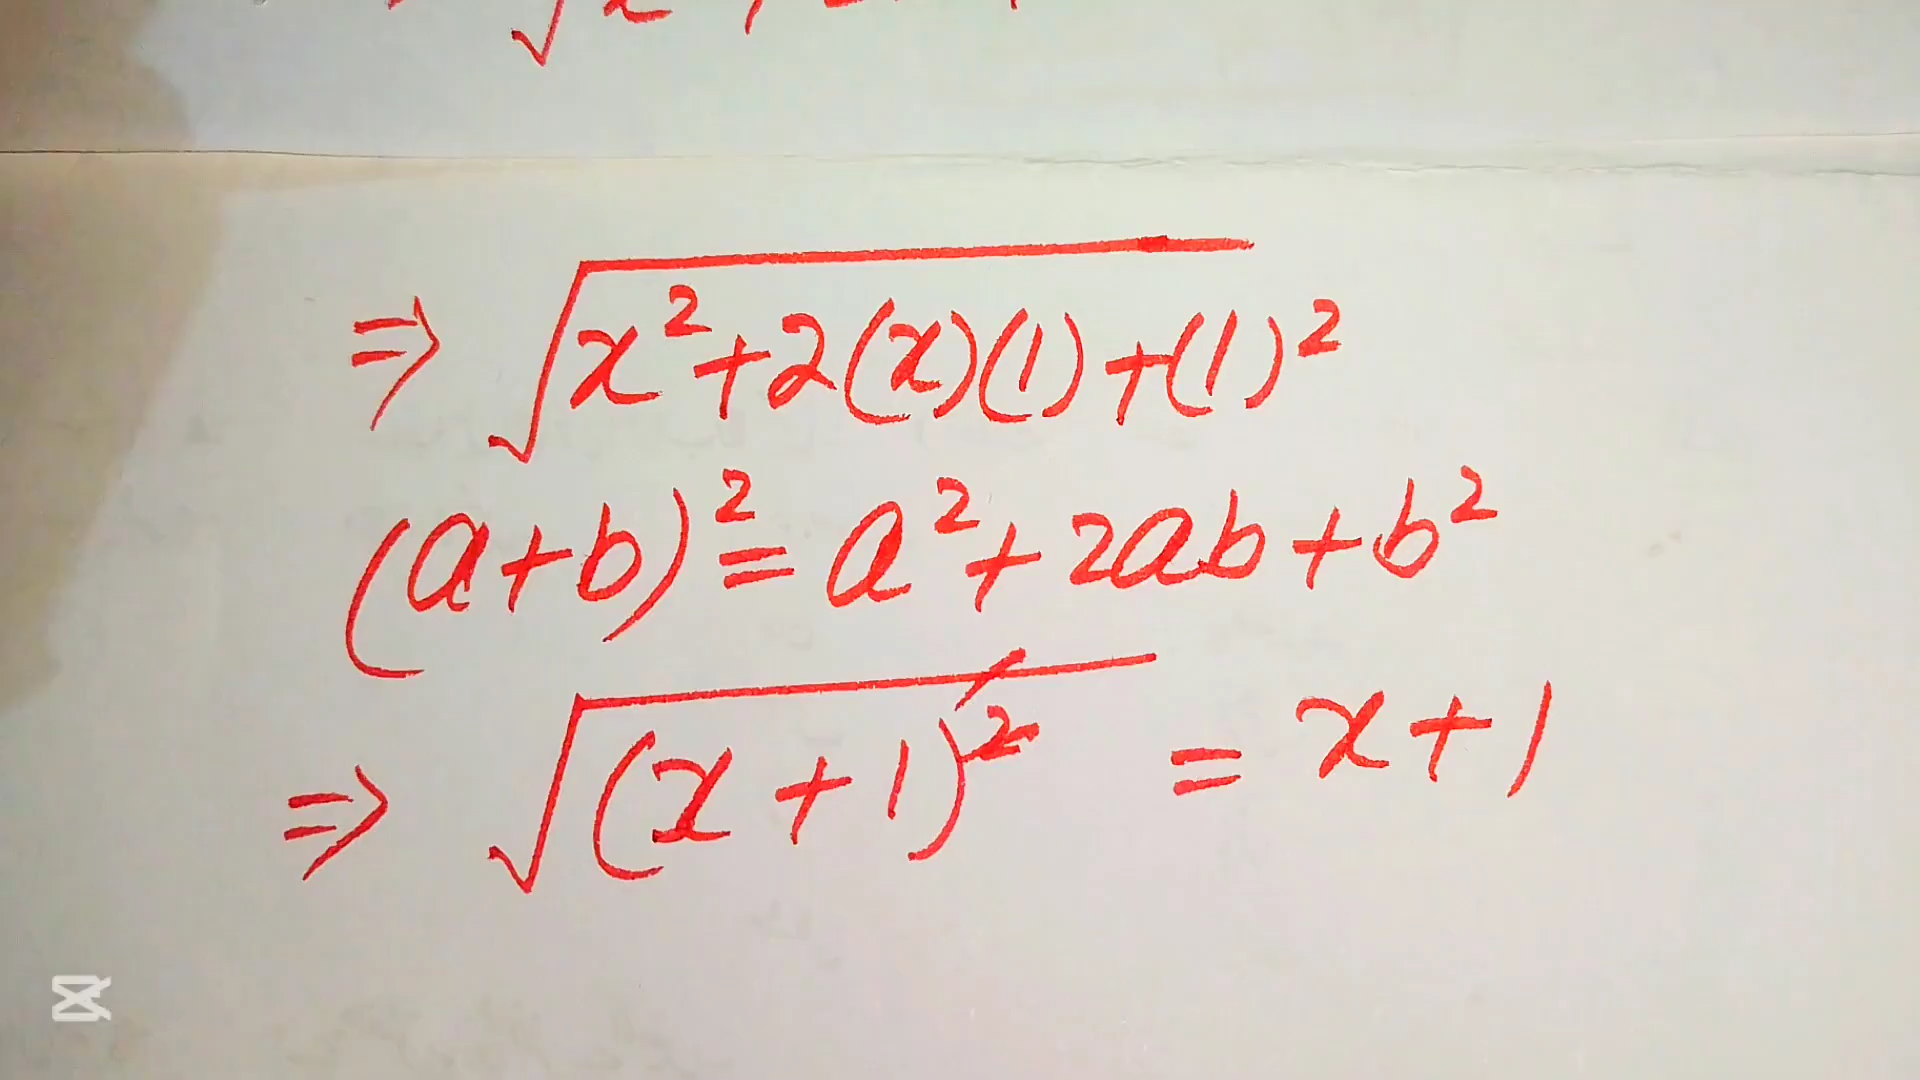 ⇒ √x²+2(x)(1)+(1)²
(a+b)²=a²+2ab+b²
⇒ √(x+1)² = x+1